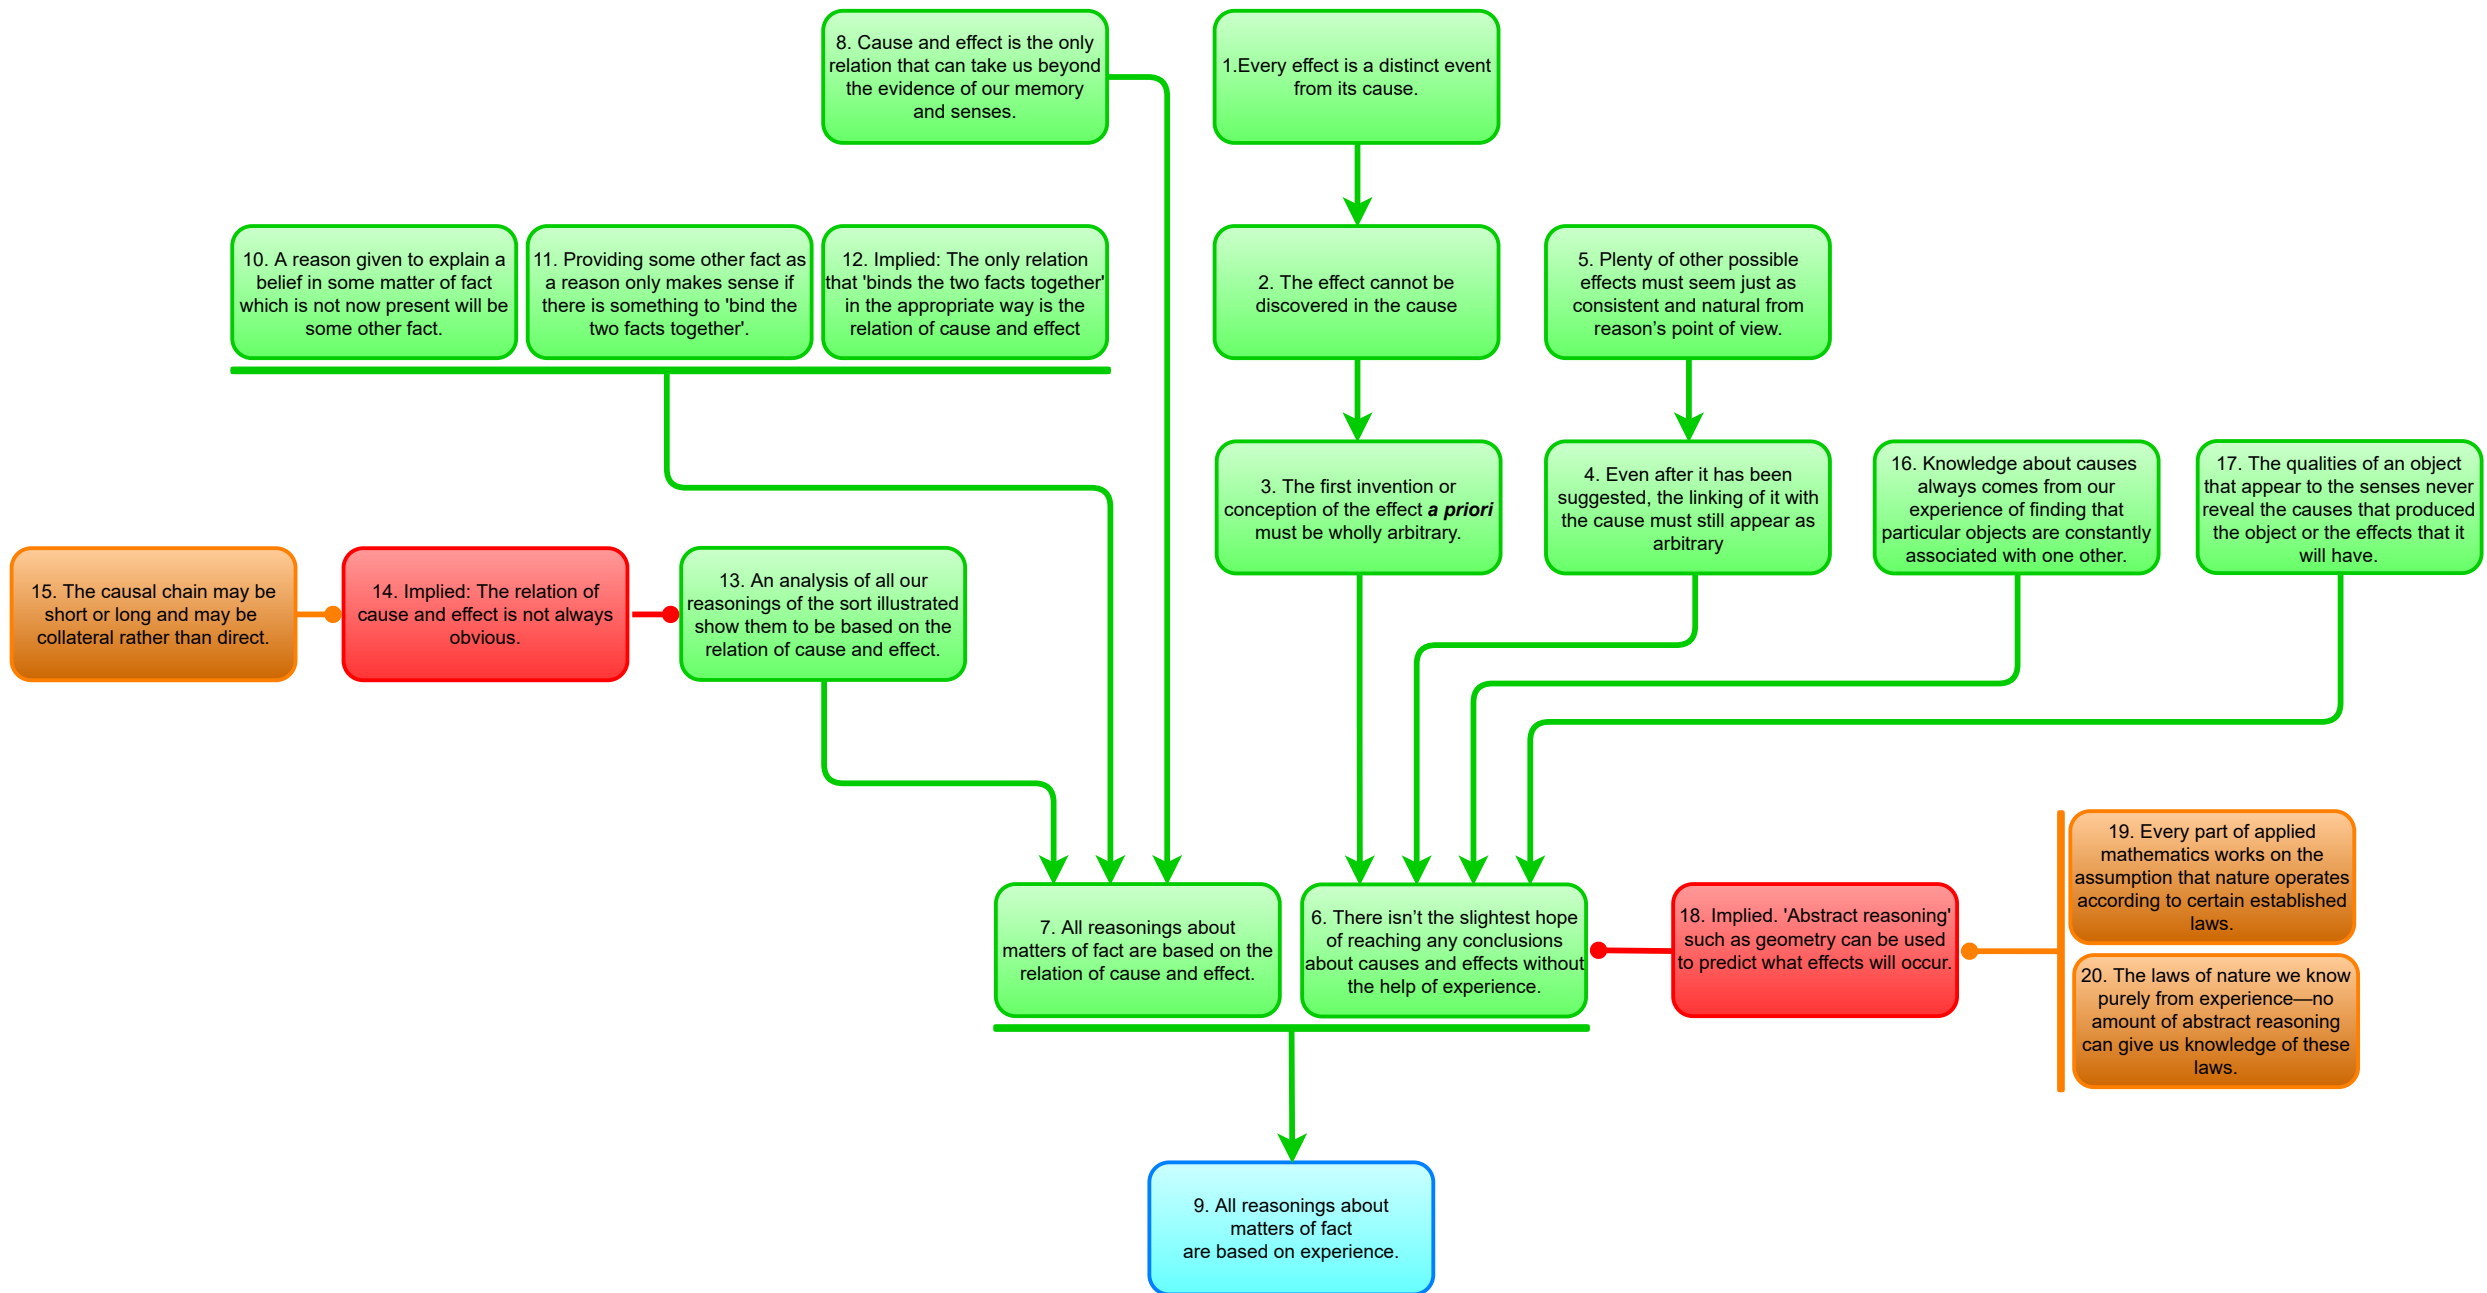 8. Cause and effect is the only
relation that can take us beyond
the evidence of our memory
and senses.
1.Every effect is a distinct event
from its cause.
10. A reason given to explain a
belief in some matter of fact
which is not now present will be
some other fact.
11. Providing some other fact as
a reason only makes sense if
there is something to 'bind the
two facts together'.
12. Implied: The only relation
that 'binds the two facts together'
in the appropriate way is the
relation of cause and effect
2. The effect cannot be
discovered in the cause
5. Plenty of other possible
effects must seem just as
consistent and natural from
reason’s point of view.
3. The first invention or
conception of the effect a priori
must be wholly arbitrary.
4. Even after it has been
suggested, the linking of it with
the cause must still appear as
arbitrary
16. Knowledge about causes
always comes from our
experience of finding that
particular objects are constantly
associated with one other.
17. The qualities of an object
that appear to the senses never
reveal the causes that produced
the object or the effects that it
will have.
15. The causal chain may be
short or long and may be
collateral rather than direct.
14. Implied: The relation of
cause and effect is not always
obvious.
13. An analysis of all our
reasonings of the sort illustrated
show them to be based on the
relation of cause and effect.
7. All reasonings about
matters of fact are based on the
relation of cause and effect.
6. There isn’t the slightest hope
of reaching any conclusions
about causes and effects without
the help of experience.
18. Implied. 'Abstract reasoning'
such as geometry can be used
to predict what effects will occur.
19. Every part of applied
mathematics works on the
assumption that nature operates
according to certain established
laws.
20. The laws of nature we know
purely from experience—no
amount of abstract reasoning
can give us knowledge of these
laws.
9. All reasonings about
matters of fact
are based on experience.